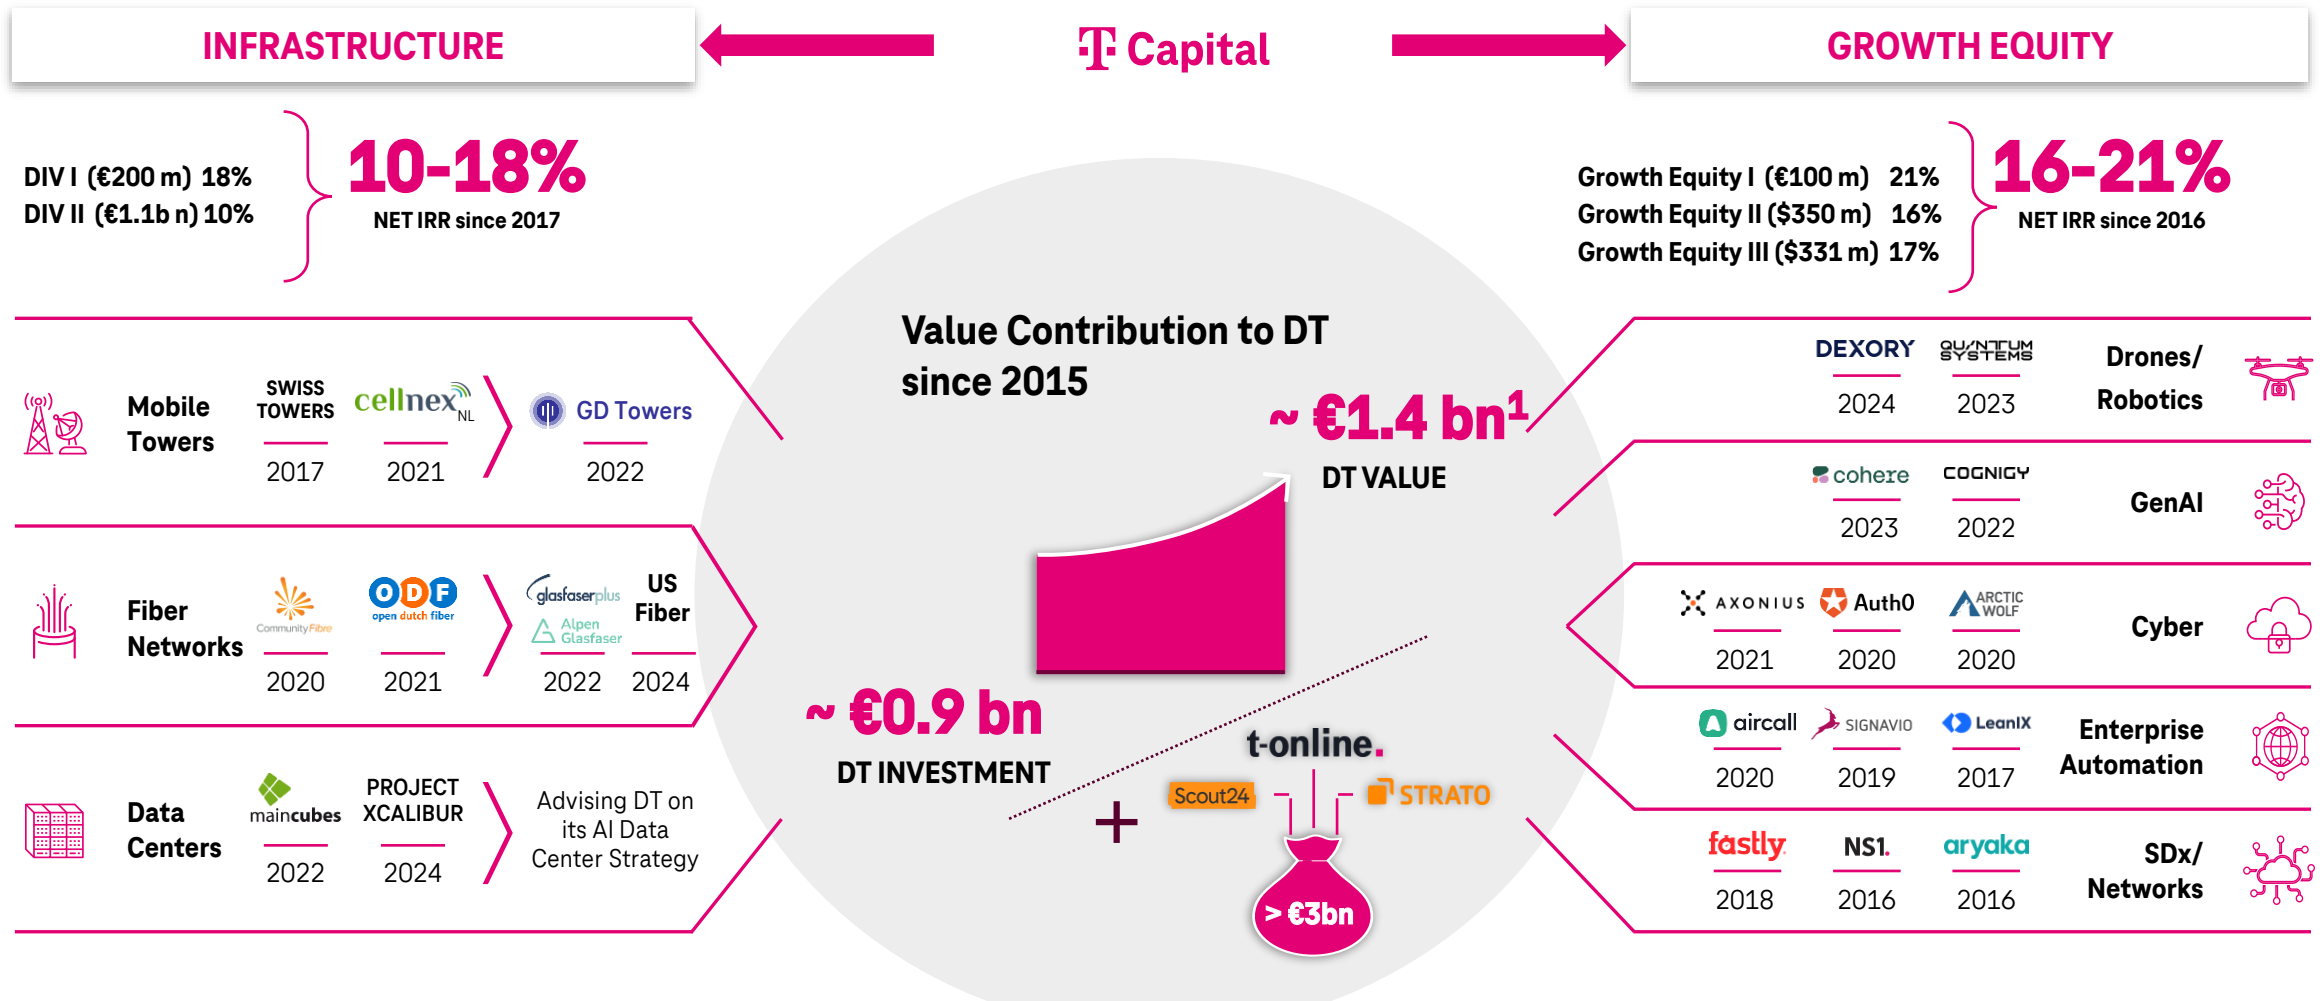 INFRASTRUCTURE
T Capital
GROWTH EQUITY
DIV I (€200 m) 18%
DIV II (€1.1b n) 10%
10-18%
NET IRR since 2017
Growth Equity I (€100 m) 21%
Growth Equity II ($350 m) 16%
Growth Equity III ($331 m) 17%
16-21%
NET IRR since 2016
Mobile
Towers
SWISS
TOWERS
2017
cellnex NL
2021
GD Towers
2022
Fiber
Networks
CommunityFibre
2020
ODF
open dutch fiber
2021
glasfaserplus
Alpen
Glasfaser
2022
US
Fiber
2024
Data
Centers
maincubes
2022
PROJECT
XCALIBUR
2024
Advising DT on
its AI Data
Center Strategy
Value Contribution to DT
since 2015
~ €1.4 bn¹
DT VALUE
~ €0.9 bn
DT INVESTMENT
+
t-online.
Scout24
STRATO
> €3bn
DEXORY
2024
QUANTUM
SYSTEMS
2023
Drones/
Robotics
cohere
2023
COGNIGY
2022
GenAI
AXONIUS
2021
Auth0
2020
ARCTIC
WOLF
2020
Cyber
aircall
2020
SIGNAVIO
2019
LeanIX
2017
Enterprise
Automation
fastly
2018
NS1.
2016
aryaka
2016
SDx/
Networks